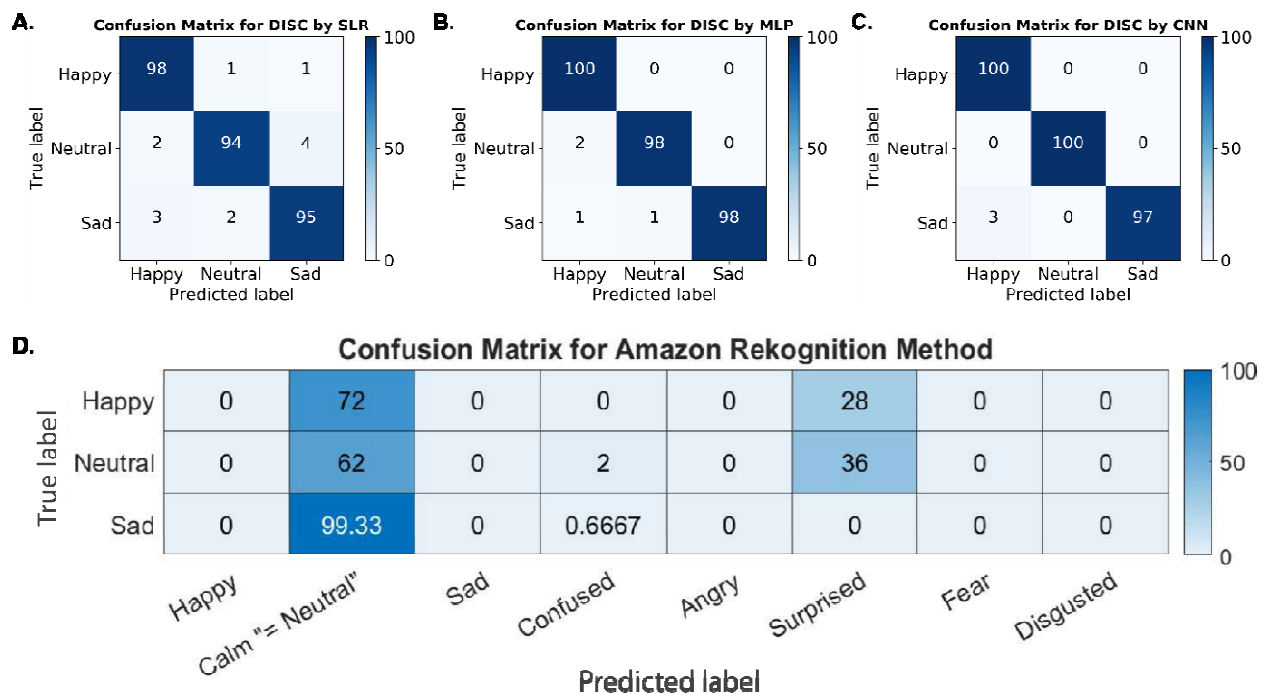 A.
Confusion Matrix for DISC by SLR
True label
Happy 98 1 1
Neutral 2 94 4
Sad 3 2 95
Happy Neutral Sad
Predicted label
100
50
0
B.
Confusion Matrix for DISC by MLP
True label
Happy 100 0 0
Neutral 2 98 0
Sad 1 1 98
Happy Neutral Sad
Predicted label
100
50
0
C.
Confusion Matrix for DISC by CNN
True label
Happy 100 0 0
Neutral 0 100 0
Sad 3 0 97
Happy Neutral Sad
Predicted label
100
50
0
D.
Confusion Matrix for Amazon Rekognition Method
True label
Happy 0 72 0 0 0 28 0 0
Neutral 0 62 0 2 0 36 0 0
Sad 0 99.33 0 0.6667 0 0 0 0
Happy Calm "= Neutral" Sad Confused Angry Surprised Fear Disgusted
Predicted label
100
50
0